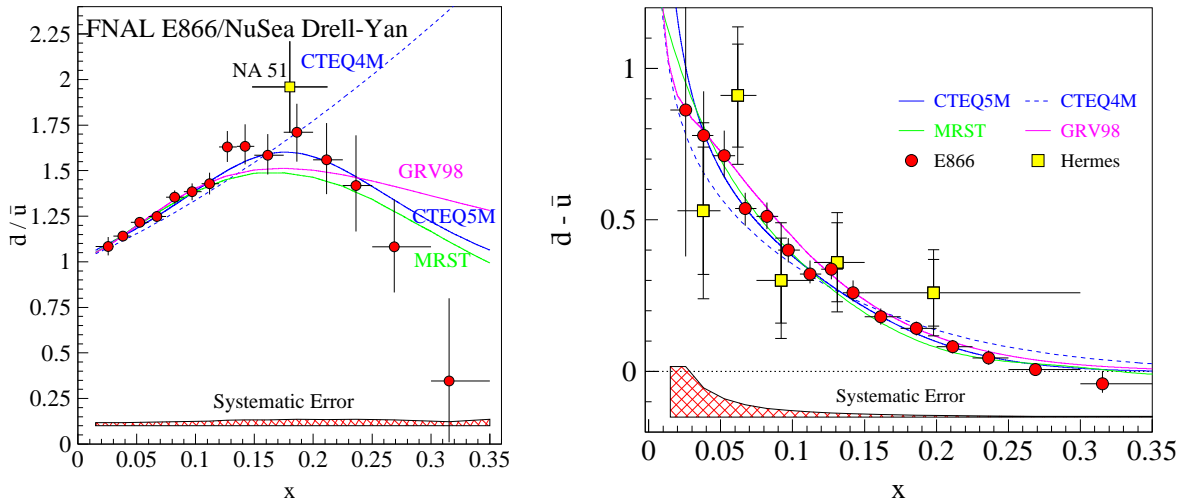 FNAL E866/NuSea Drell-Yan
2.25
2
1.75
1.5
1.25
1
0.75
0.5
0.25
0
d̄ / ū
NA 51
CTEQ4M
GRV98
CTEQ5M
MRST
Systematic Error
0 0.05 0.1 0.15 0.2 0.25 0.3 0.35
x
1
0.5
0
d̄ - ū
CTEQ5M CTEQ4M
MRST GRV98
E866 Hermes
Systematic Error
0 0.05 0.1 0.15 0.2 0.25 0.3 0.35
x